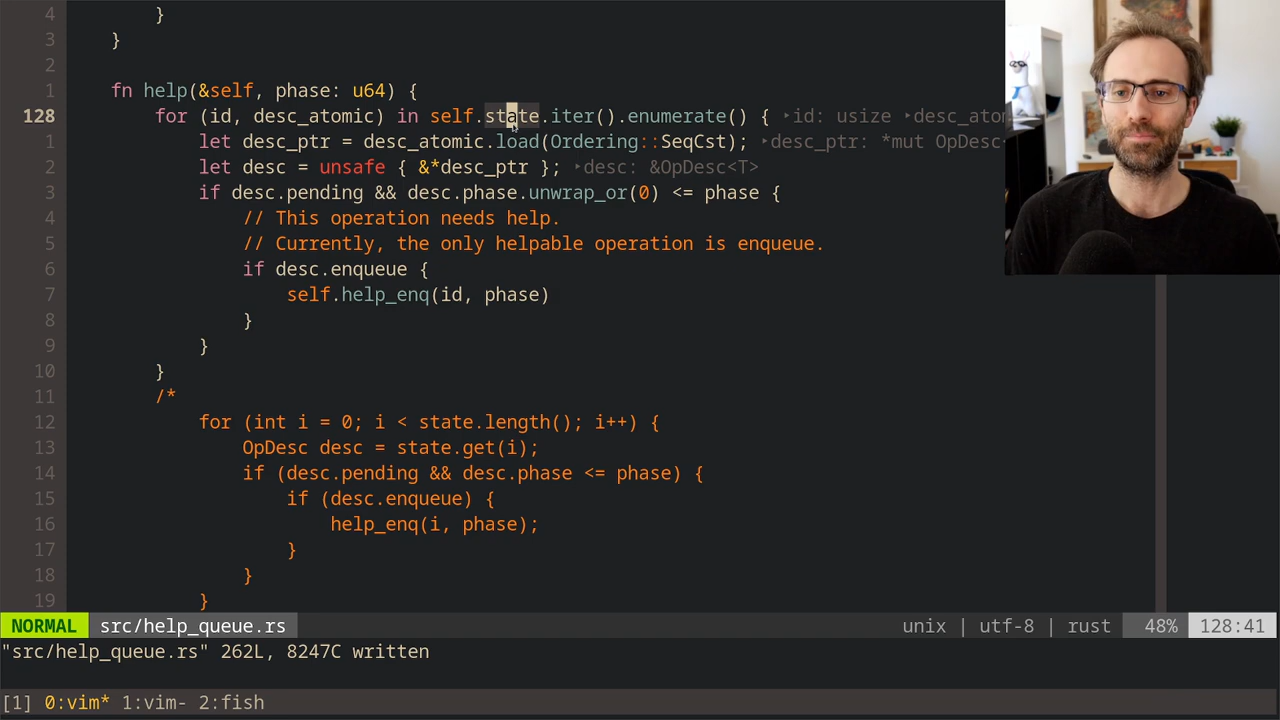 4 }
3 }
2
1 fn help(&self, phase: u64) {
128 for (id, desc_atomic) in self.state.iter().enumerate() { ‣id: usize ‣desc_atom
1 let desc_ptr = desc_atomic.load(Ordering::SeqCst); ‣desc_ptr: *mut OpDesc<
2 let desc = unsafe { &*desc_ptr }; ‣desc: &OpDesc<T>
3 if desc.pending && desc.phase.unwrap_or(0) <= phase {
4 // This operation needs help.
5 // Currently, the only helpable operation is enqueue.
6 if desc.enqueue {
7 self.help_enq(id, phase)
8 }
9 }
10 }
11 /*
12 for (int i = 0; i < state.length(); i++) {
13 OpDesc desc = state.get(i);
14 if (desc.pending && desc.phase <= phase) {
15 if (desc.enqueue) {
16 help_enq(i, phase);
17 }
18 }
19 }
NORMAL src/help_queue.rs unix | utf-8 | rust 48% 128:41
"src/help_queue.rs" 262L, 8247C written
[1] 0:vim* 1:vim- 2:fish